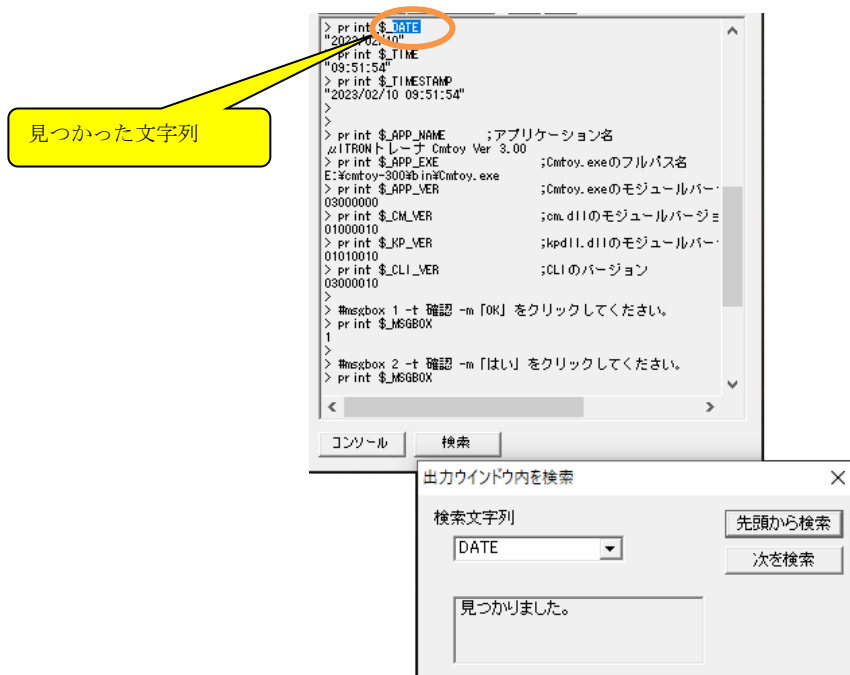 > print $_DATE
"2023/02/10"
> print $_TIME
"09:51:54"
> print $_TIMESTAMP
"2023/02/10 09:51:54"
>
>
> print $_APP_NAME ;アプリケーション名
μITRONトレーナ Cmtoy Ver 3.00
> print $_APP_EXE ;Cmtoy.exeのフルパス名
E:¥cmtoy-300¥bin¥Cmtoy.exe
> print $_APP_VER ;Cmtoy.exeのモジュールバー
03000000
> print $_CM_VER ;cm.dllのモジュールバージョ
01000010
> print $_KP_VER ;kpdll.dllのモジュールバー
01010010
> print $_CLI_VER ;CLIのバージョン
03000010
>
> #msgbox 1 -t 確認 -m「OK」をクリックしてください。
> print $_MSGBOX
1
>
> #msgbox 2 -t 確認 -m「はい」をクリックしてください。
> print $_MSGBOX
見つかった文字列
コンソール
検索
出力ウインドウ内を検索
検索文字列
先頭から検索
DATE
次を検索
見つかりました。